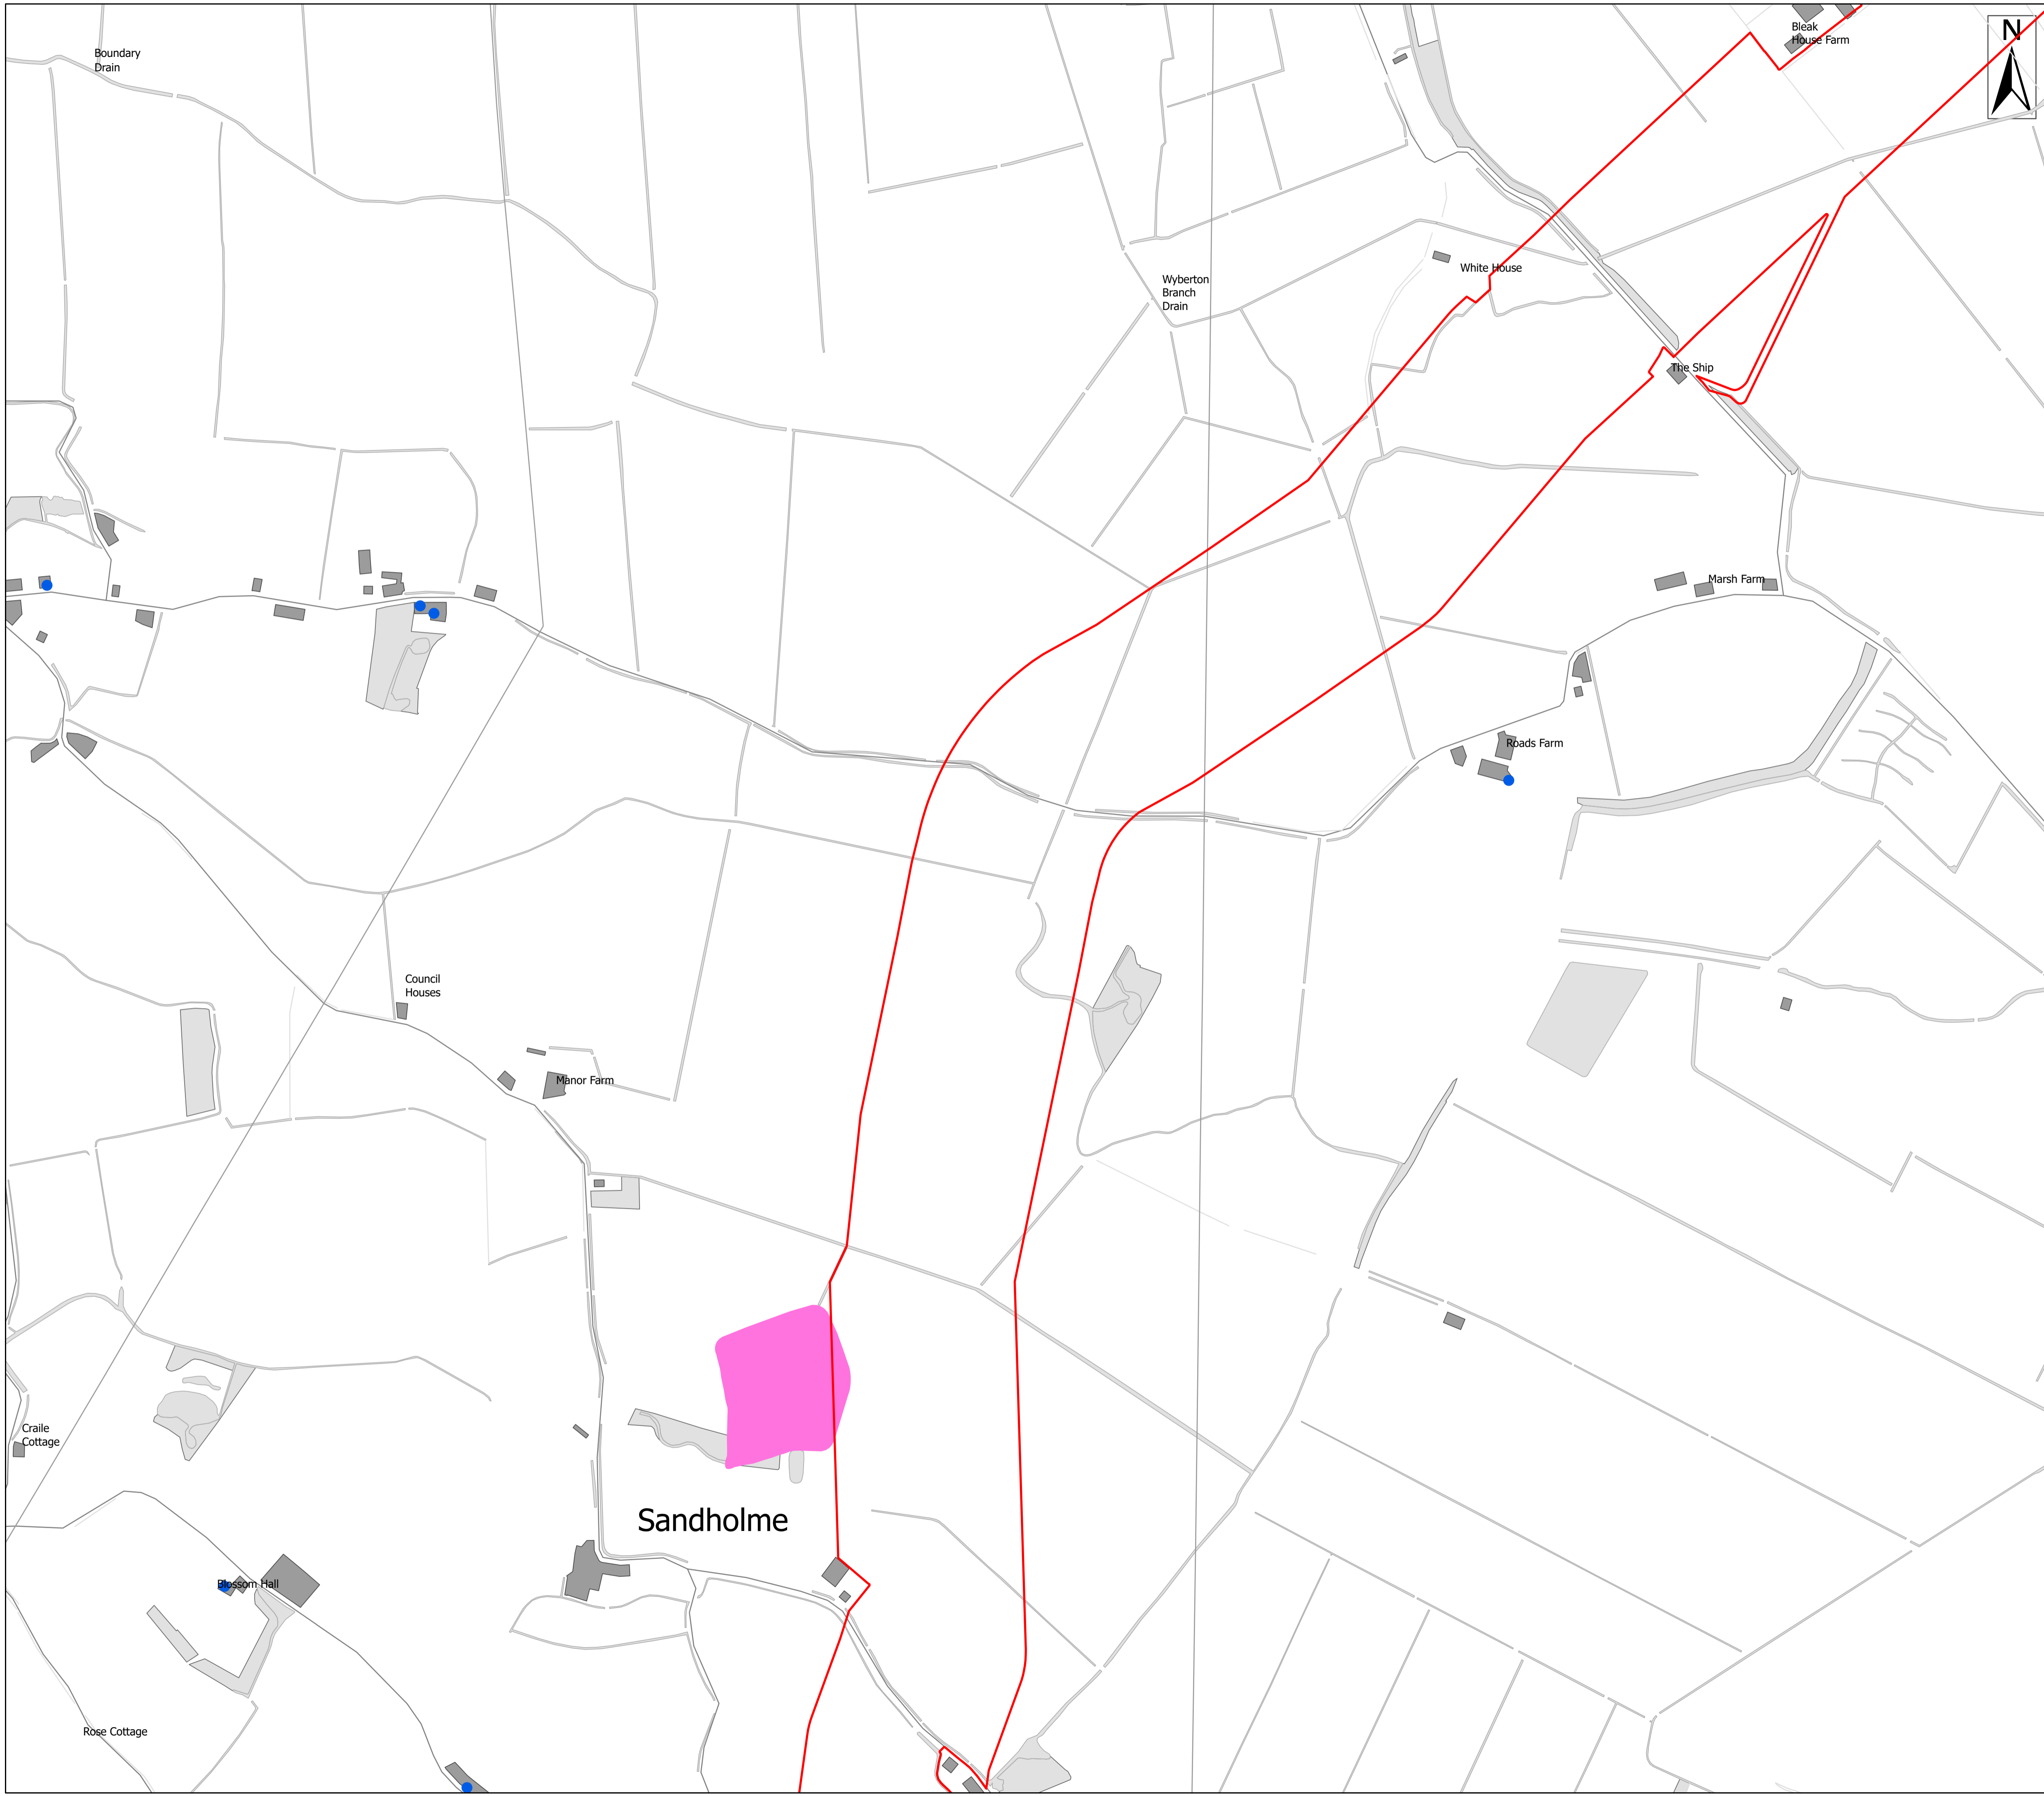 Boundary
Drain
Bleak
House Farm
N
Wyberton
Branch
Drain
White House
The Ship
Marsh Farm
Roads Farm
Council
Houses
Manor Farm
Craile
Cottage
Sandholme
Blossom Hall
Rose Cottage